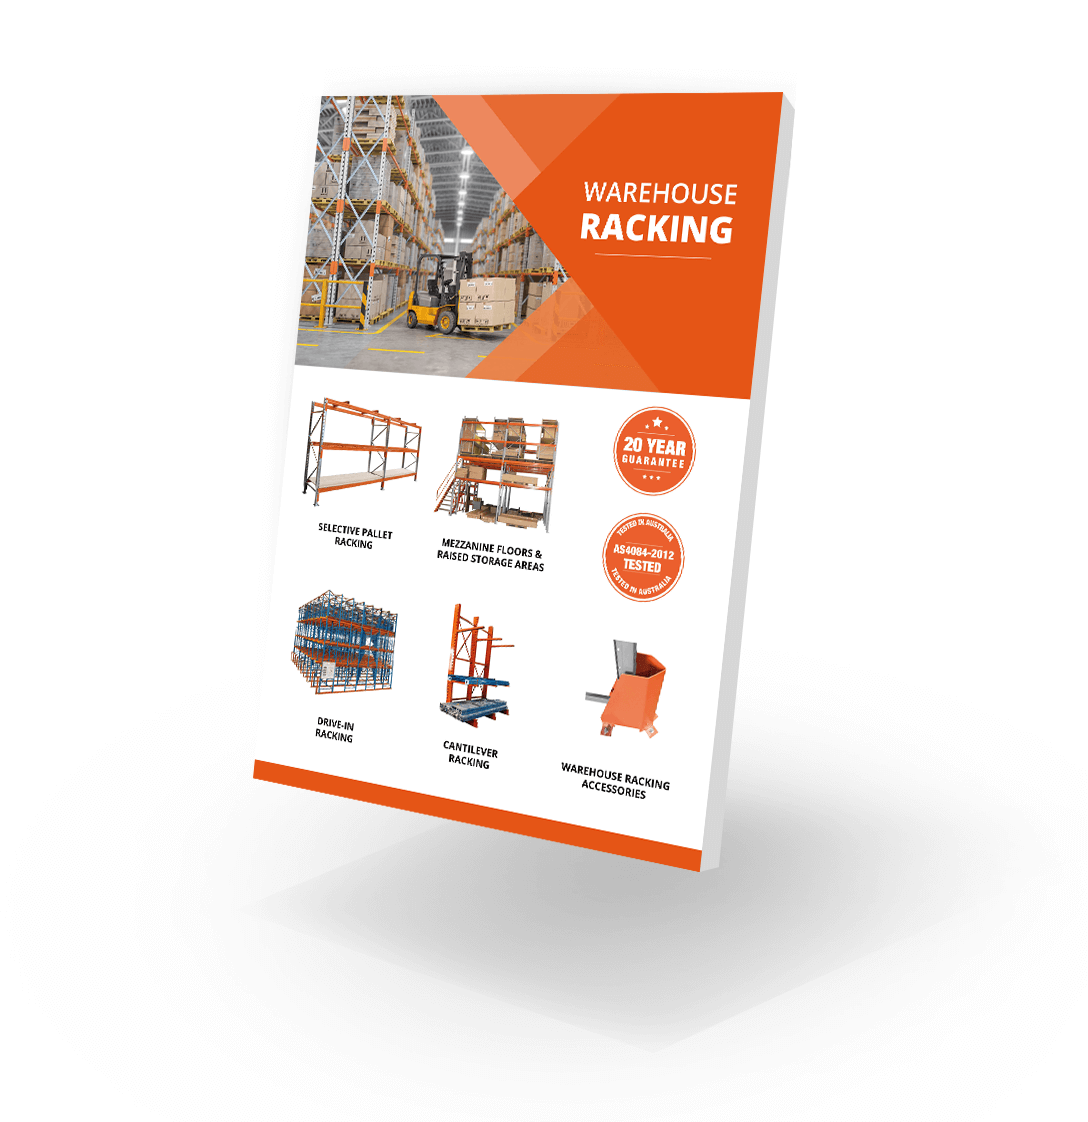 WAREHOUSE
RACKING
20 YEAR
GUARANTEE
SELECTIVE PALLET
RACKING
MEZZANINE FLOORS &
RAISED STORAGE AREAS
TESTED IN AUSTRALIA
AS4084-2012
TESTED
TESTED IN AUSTRALIA
DRIVE-IN
RACKING
CANTILEVER
RACKING
WAREHOUSE RACKING
ACCESSORIES